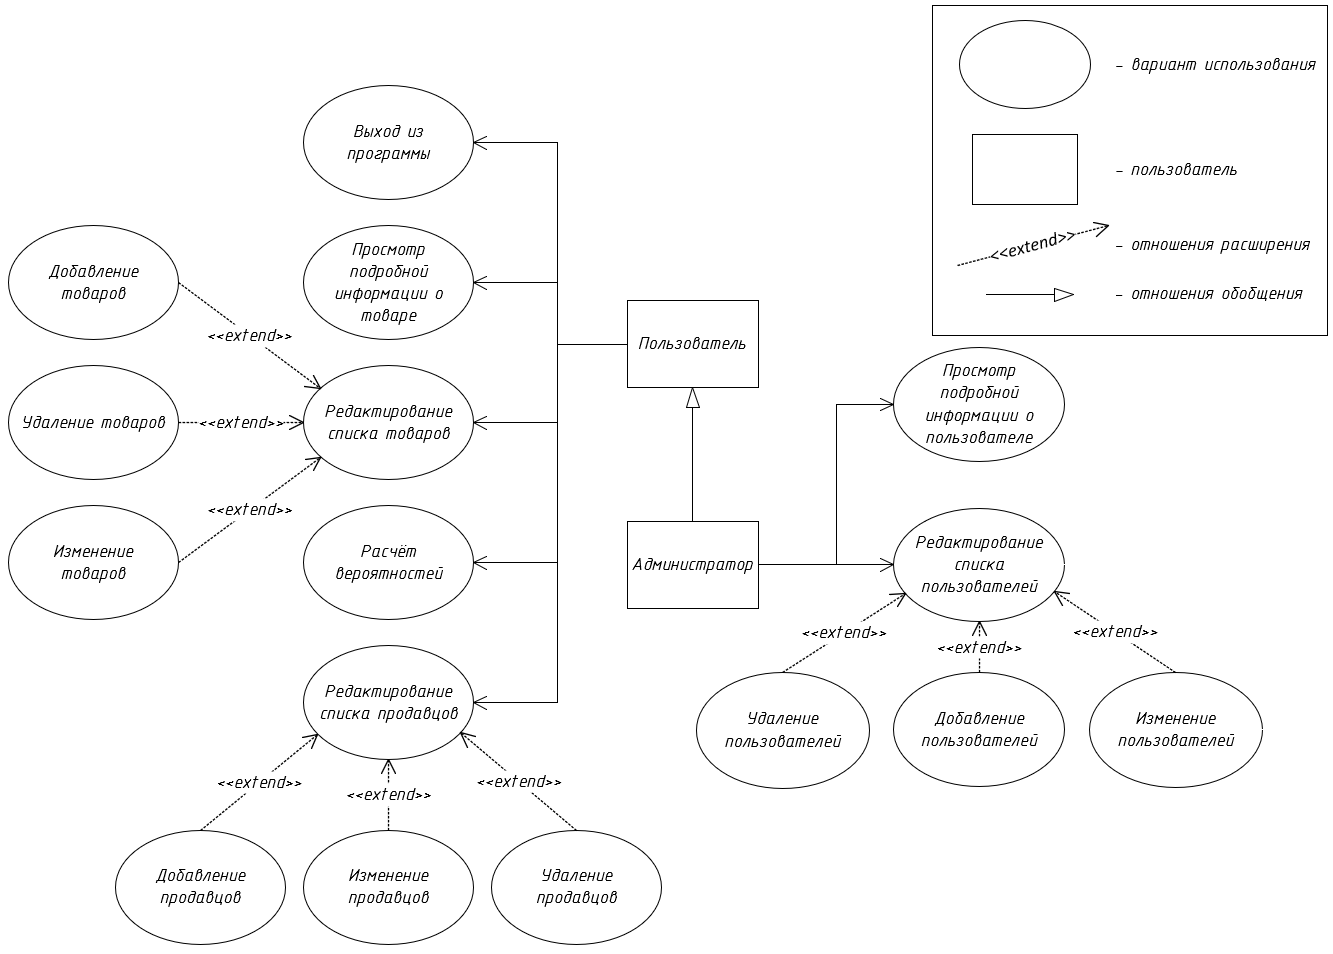 – вариант использования
– пользователь
<<extend>>
– отношения расширения
– отношения обобщения
Выход из
программы
Просмотр
подробной
информации о
товаре
Добавление
товаров
<<extend>>
Удаление товаров
<<extend>>
Редактирование
списка товаров
<<extend>>
Изменение
товаров
Расчёт
вероятностей
Редактирование
списка продавцов
<<extend>>
<<extend>>
<<extend>>
Добавление
продавцов
Изменение
продавцов
Удаление
продавцов
Пользователь
Администратор
Просмотр
подробной
информации о
пользователе
Редактирование
списка
пользователей
<<extend>>
<<extend>>
<<extend>>
Удаление
пользователей
Добавление
пользователей
Изменение
пользователей